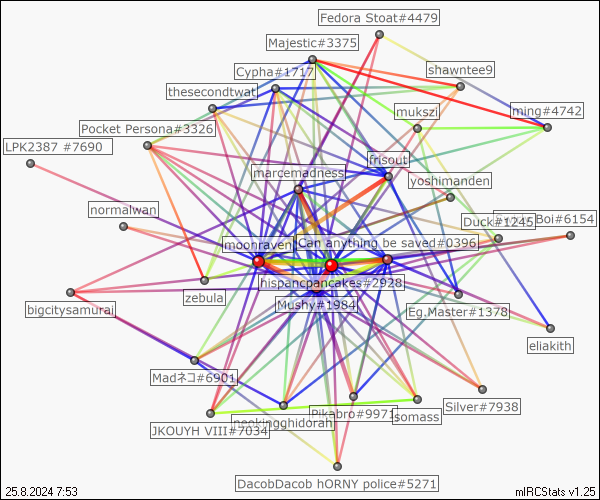 Fedora Stoat#4479
Majestic#3375
Cypha#1717
shawntee9
thesecondtwat
mukszi
ming#4742
Pocket Persona#3326
LPK2387 #7690
frisout
marcemadness
yoshimanden
normalwan
Duck#1245
Boi#6154
moonraven
Can anything be saved#0396
hispancpancakes#2928
zebula
Mushy#1984
bigcitysamurai
Eg.Master#1378
eliakith
Madネコ#6901
Silver#7938
Pikabro#9971
somass
JKOUYH VIII#7034
DacobDacob hORNY police#5271
25.8.2024 7:53
mIRCStats v1.25